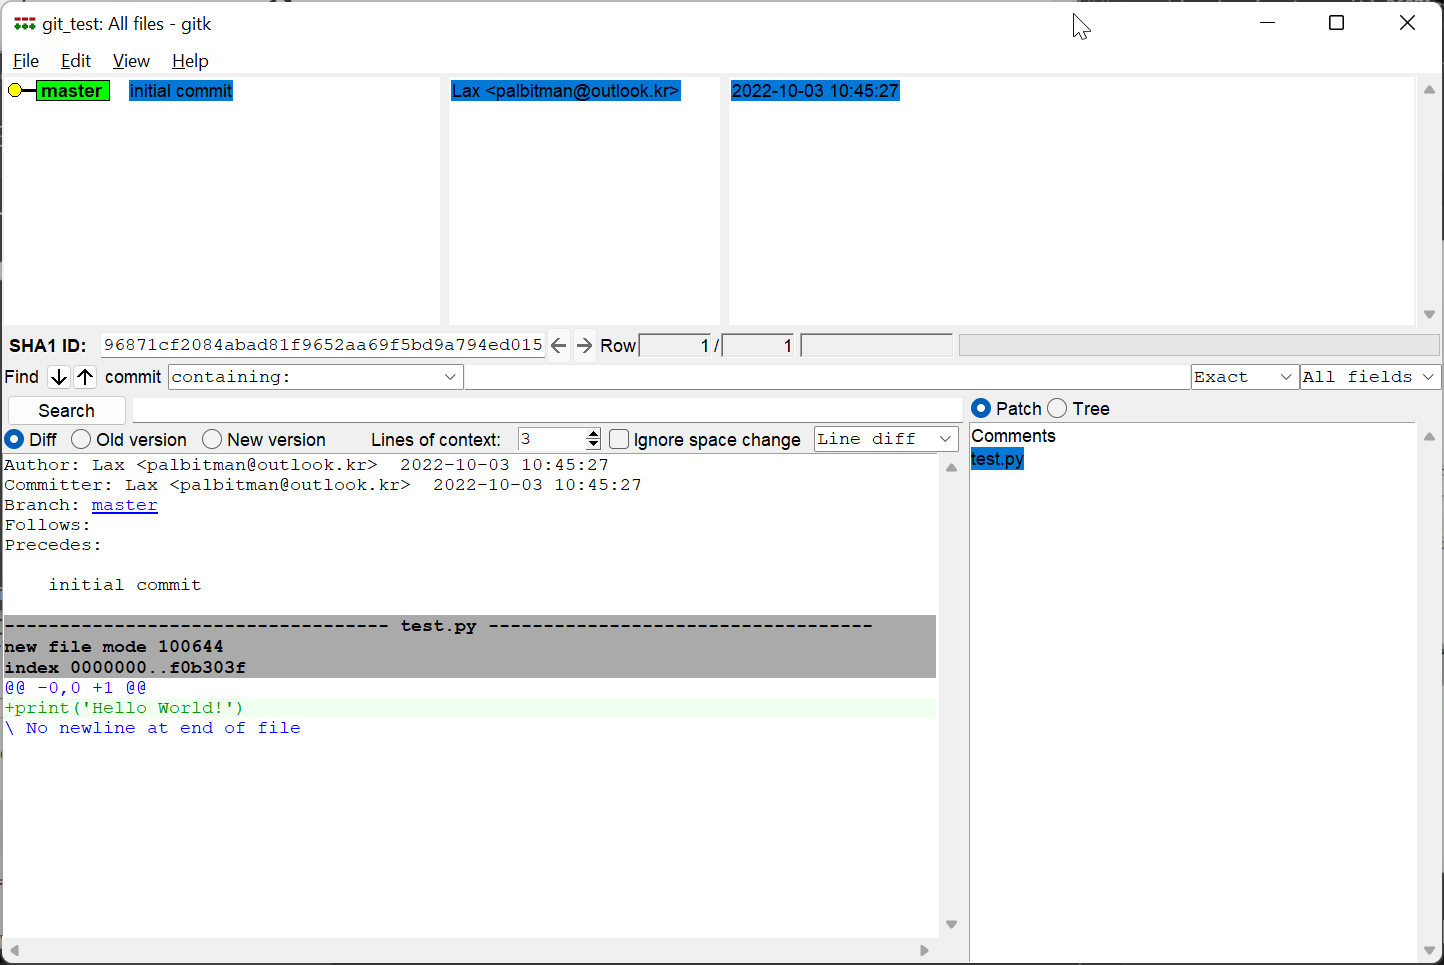 git_test: All files - gitk
File Edit View Help
master initial commit Lax <palbitman@outlook.kr> 2022-10-03 10:45:27
SHA1 ID: 96871cf2084abad81f9652aa69f5bd9a794ed015 Row 1 / 1
Find commit containing: Exact All fields
Search
Patch Tree
Diff Old version New version Lines of context: 3 Ignore space change Line diff
Comments
test.py
Author: Lax <palbitman@outlook.kr>  2022-10-03 10:45:27
Committer: Lax <palbitman@outlook.kr>  2022-10-03 10:45:27
Branch: master
Follows:
Precedes:
initial commit
----------------------------------- test.py -----------------------------------
new file mode 100644
index 0000000..f0b303f
@@ -0,0 +1 @@
+print('Hello World!')
\ No newline at end of file